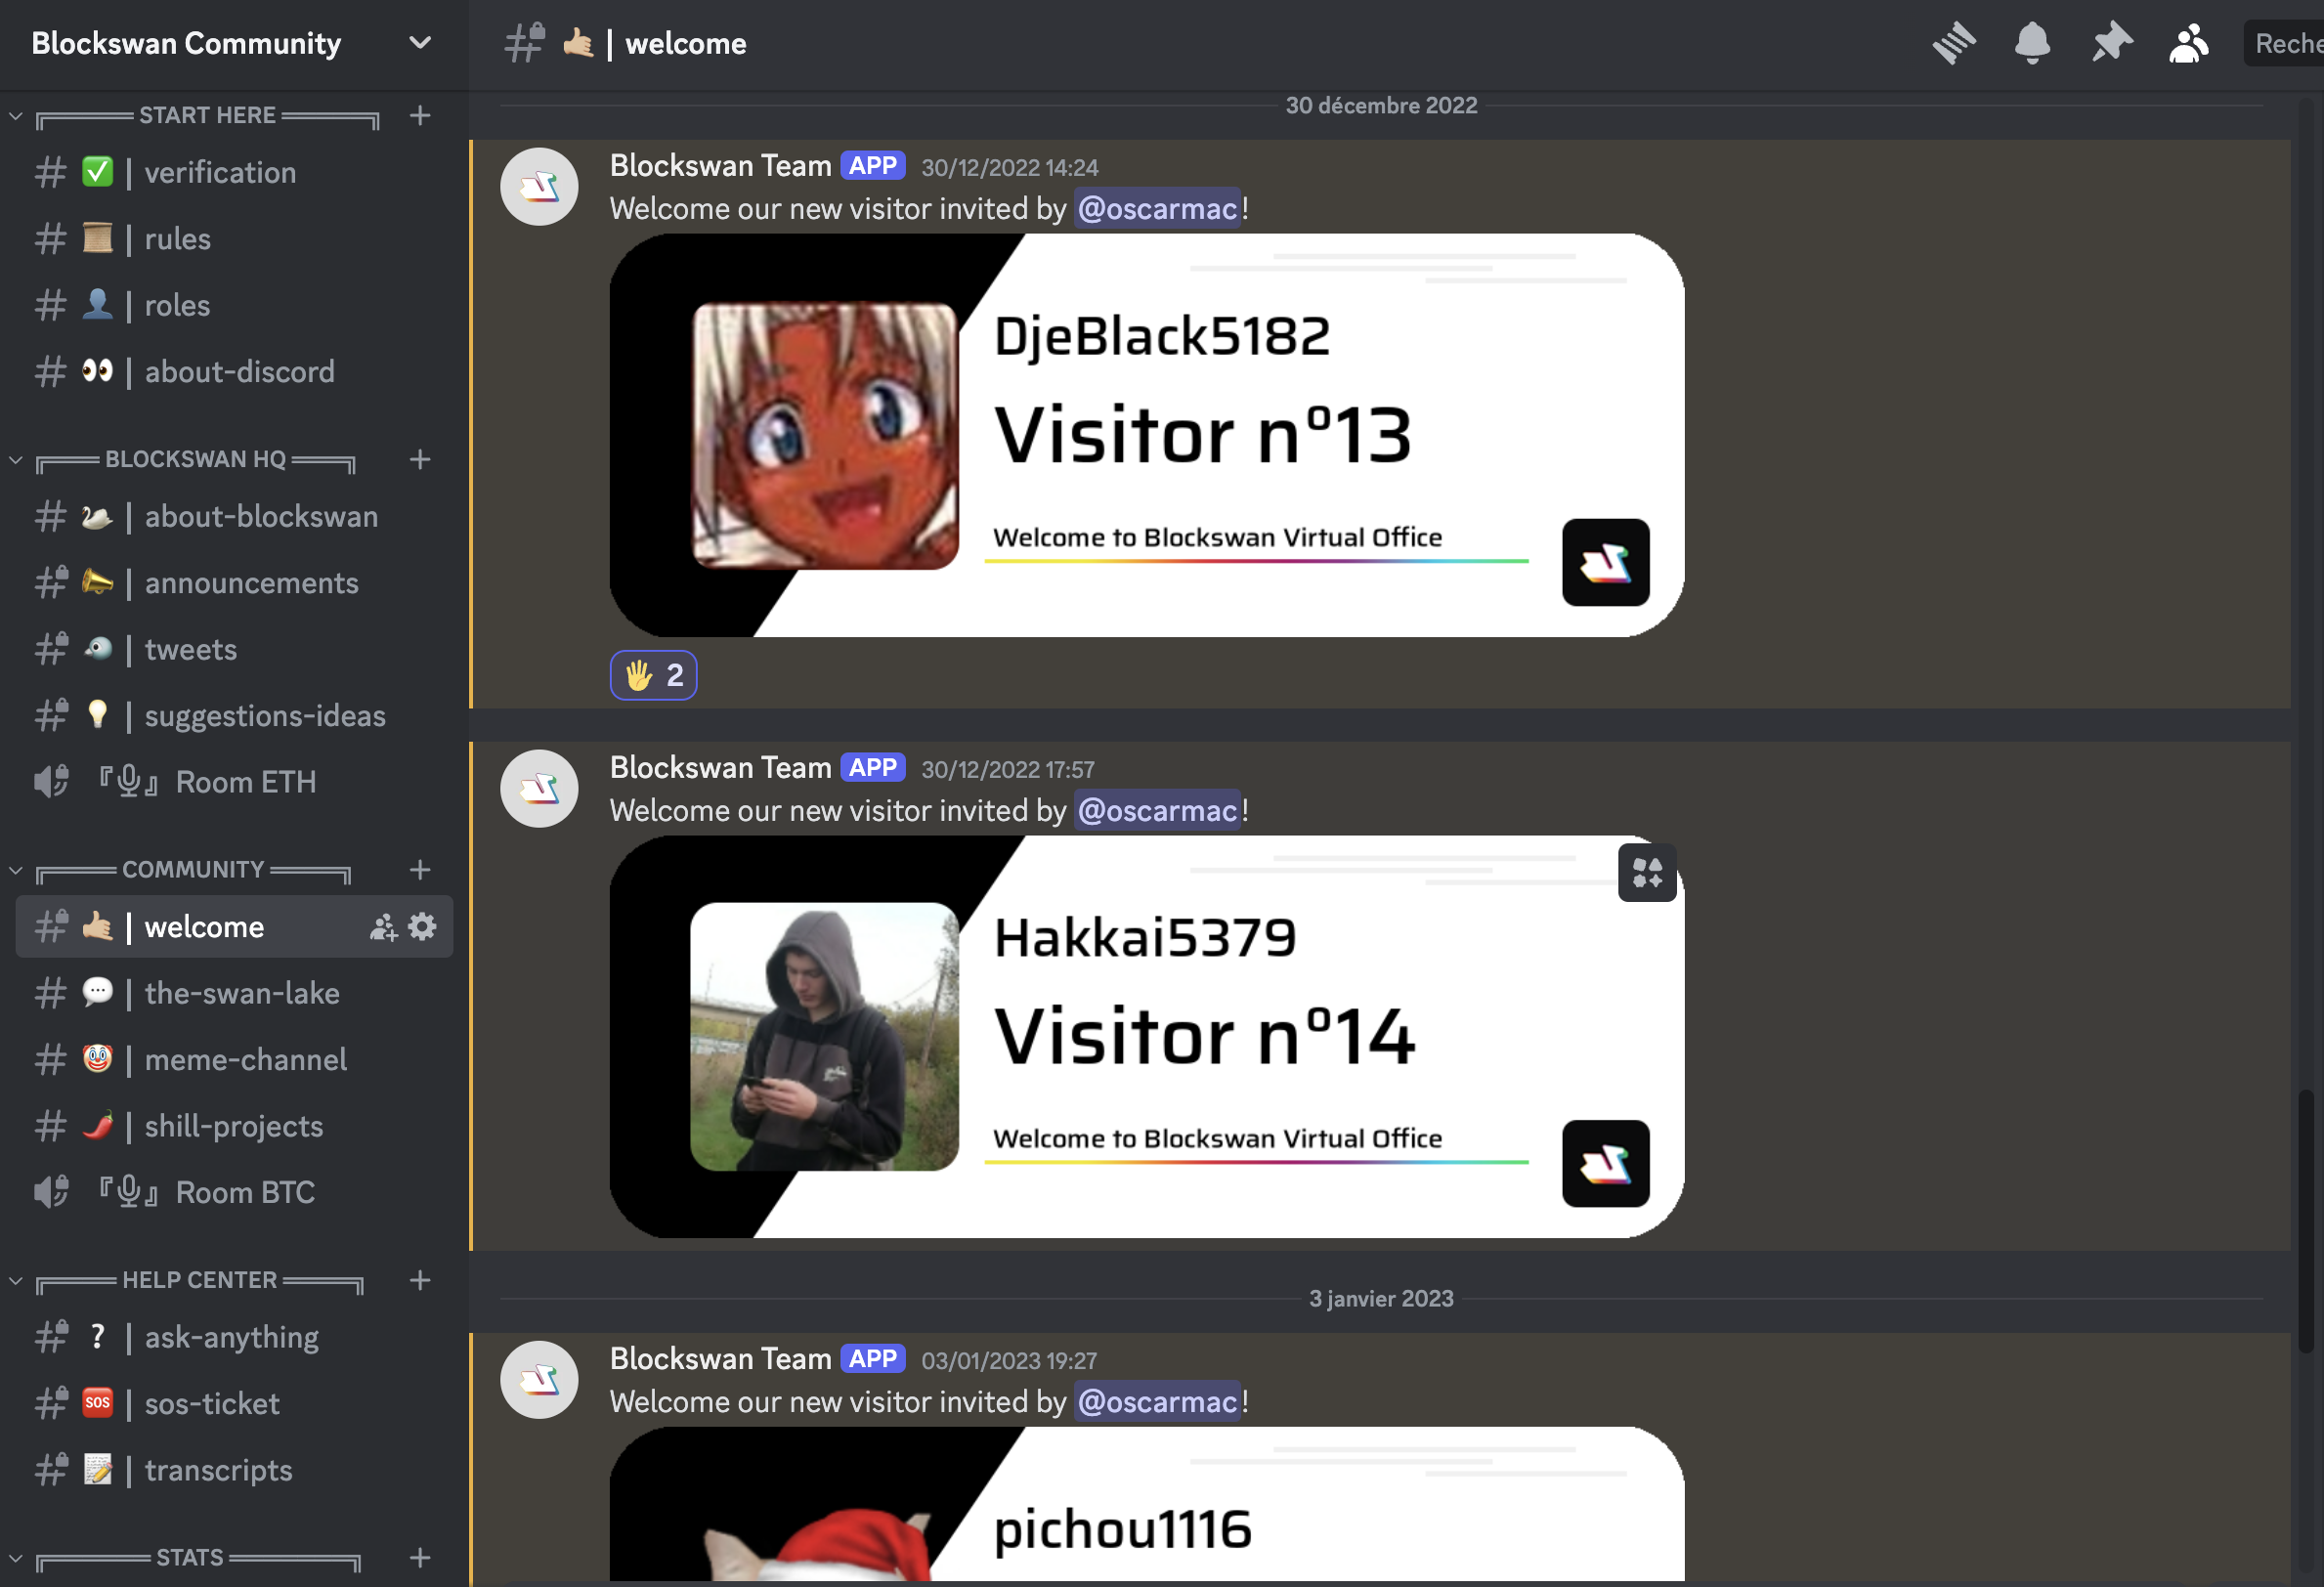 Blockswan Community
START HERE
✅ | verification
📜 | rules
👤 | roles
👀 | about-discord
BLOCKSWAN HQ
🦢 | about-blockswan
📯 | announcements
🐦 | tweets
💡 | suggestions-ideas
『🎙』 Room ETH
COMMUNITY
🤙🏼 | welcome
💬 | the-swan-lake
🤡 | meme-channel
🌶 | shill-projects
『🎙』 Room BTC
HELP CENTER
❔ | ask-anything
🆘 | sos-ticket
📝 | transcripts
STATS
🤙🏼 | welcome
Reche
30 décembre 2022
Blockswan Team APP 30/12/2022 14:24
Welcome our new visitor invited by @oscarmac!
DjeBlack5182
Visitor n°13
Welcome to Blockswan Virtual Office
🖐 2
Blockswan Team APP 30/12/2022 17:57
Welcome our new visitor invited by @oscarmac!
Hakkai5379
Visitor n°14
Welcome to Blockswan Virtual Office
3 janvier 2023
Blockswan Team APP 03/01/2023 19:27
Welcome our new visitor invited by @oscarmac!
pichou1116